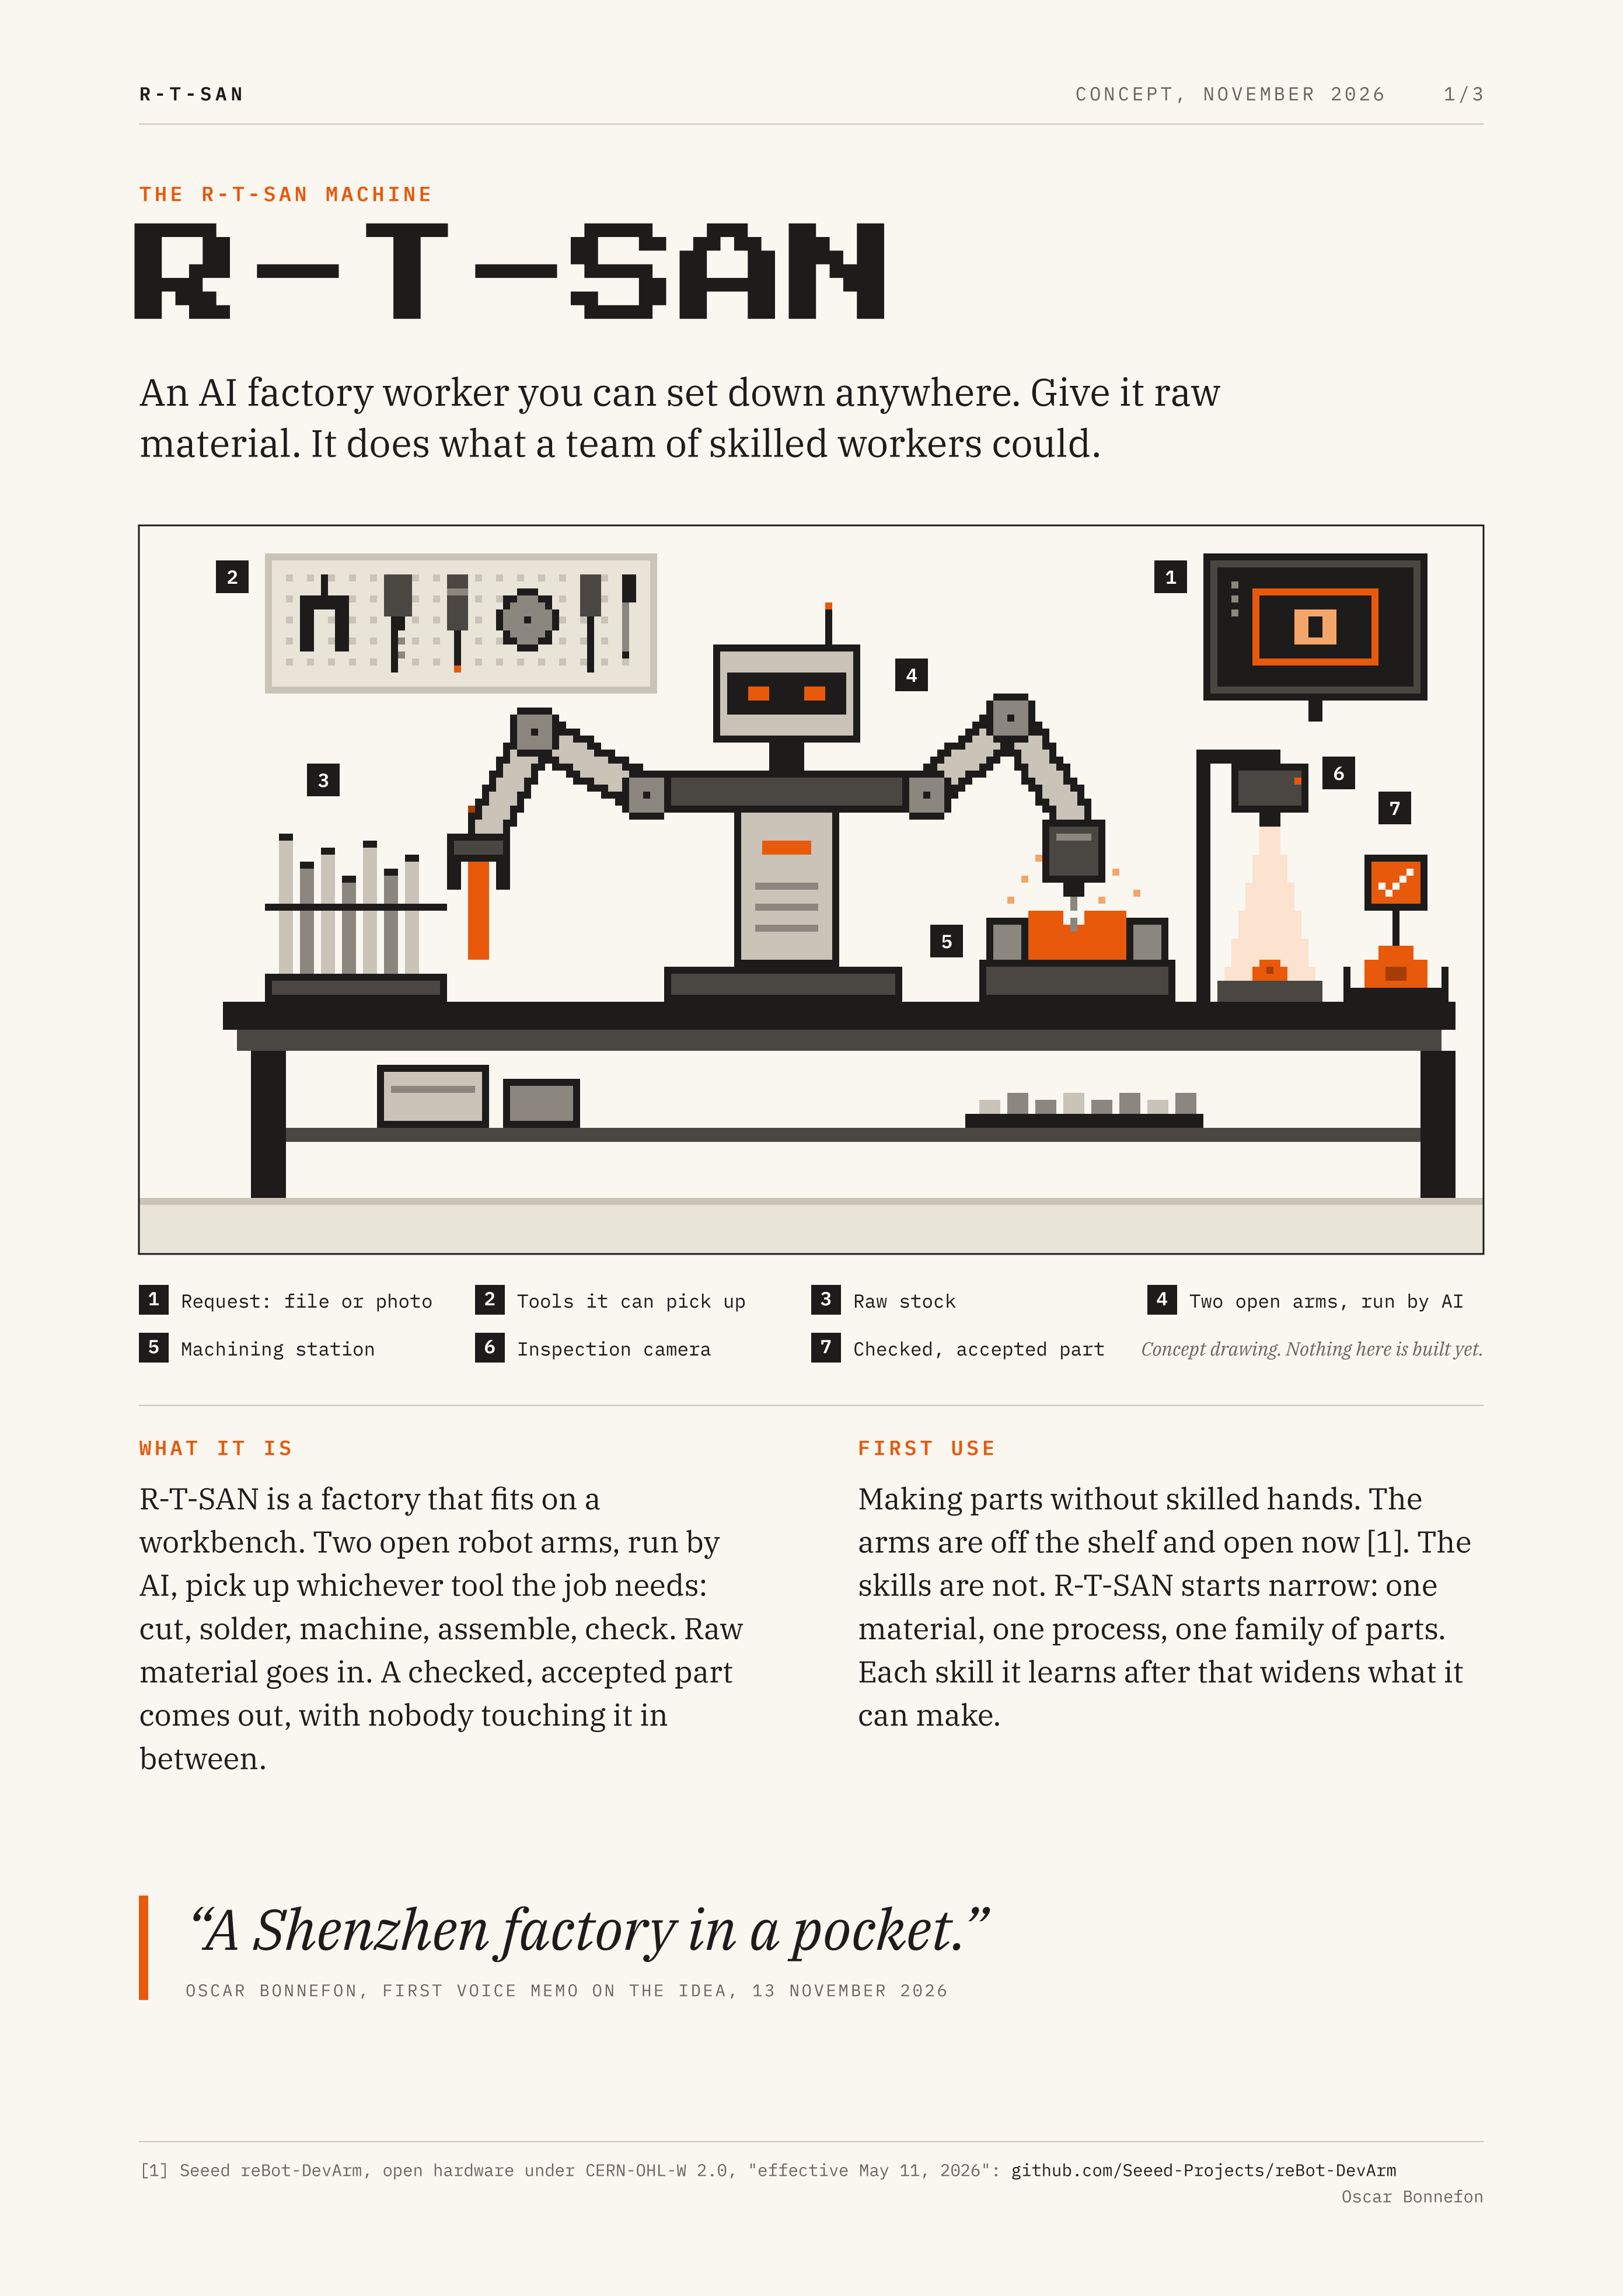 R-T-SAN
CONCEPT, NOVEMBER 2026 1/3
THE R-T-SAN MACHINE
R-T-SAN
An AI factory worker you can set down anywhere. Give it raw
material. It does what a team of skilled workers could.
2
1
4
3
6
7
5
1 Request: file or photo
2 Tools it can pick up
3 Raw stock
4 Two open arms, run by AI
5 Machining station
6 Inspection camera
7 Checked, accepted part
Concept drawing. Nothing here is built yet.
WHAT IT IS
R-T-SAN is a factory that fits on a
workbench. Two open robot arms, run by
AI, pick up whichever tool the job needs:
cut, solder, machine, assemble, check. Raw
material goes in. A checked, accepted part
comes out, with nobody touching it in
between.
FIRST USE
Making parts without skilled hands. The
arms are off the shelf and open now [1]. The
skills are not. R-T-SAN starts narrow: one
material, one process, one family of parts.
Each skill it learns after that widens what it
can make.
“A Shenzhen factory in a pocket.”
OSCAR BONNEFON, FIRST VOICE MEMO ON THE IDEA, 13 NOVEMBER 2026
[1] Seeed reBot-DevArm, open hardware under CERN-OHL-W 2.0, "effective May 11, 2026": github.com/Seeed-Projects/reBot-DevArm
Oscar Bonnefon